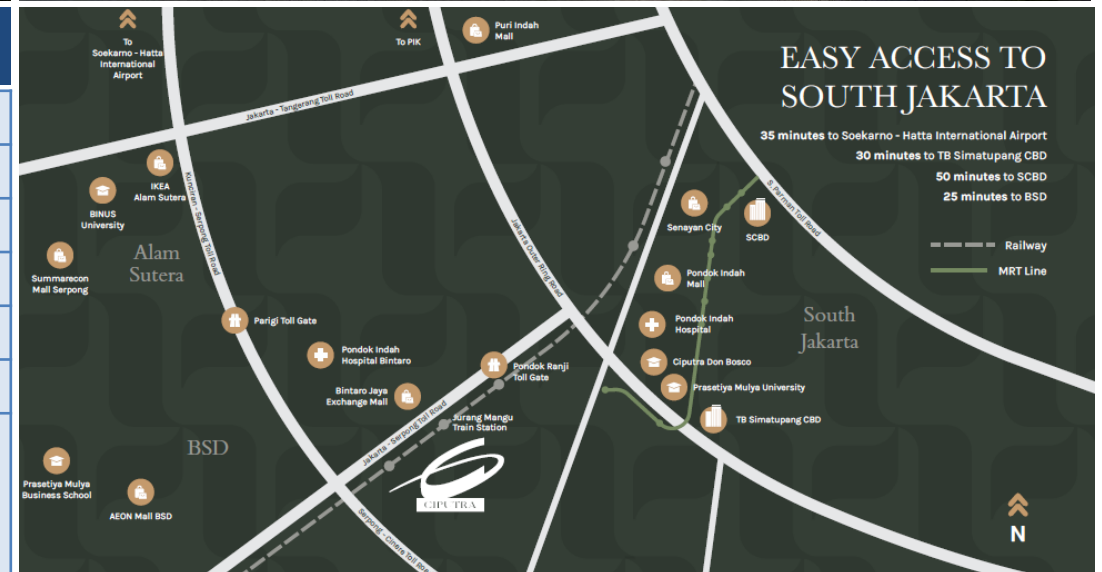 EASY ACCESS TO
SOUTH JAKARTA
35 minutes to Soekarno - Hatta International Airport
30 minutes to TB Simatupang CBD
50 minutes to SCBD
25 minutes to BSD
Railway
MRT Line
To
Soekarno - Hatta
International
Airport
To PIK
Puri Indah
Mall
Jakarta - Tangerang Toll Road
IKEA
Alam Sutera
BINUS
University
Kunciran - Serpong Toll Road
Alam
Sutera
Summarecon
Mall Serpong
Jakarta Outer Ring Road
S. Parman Toll Road
Senayan City
SCBD
Pondok Indah
Mall
Pondok Indah
Hospital
South
Jakarta
Parigi Toll Gate
Pondok Indah
Hospital Bintaro
Pondok Ranji
Toll Gate
Ciputra Don Bosco
Prasetiya Mulya University
Bintaro Jaya
Exchange Mall
Jakarta - Serpong Toll Road
Jurang Mangu
Train Station
TB Simatupang CBD
BSD
CIPUTRA
Prasetiya Mulya
Business School
AEON Mall BSD
Serpong - Cinere Toll Road
N